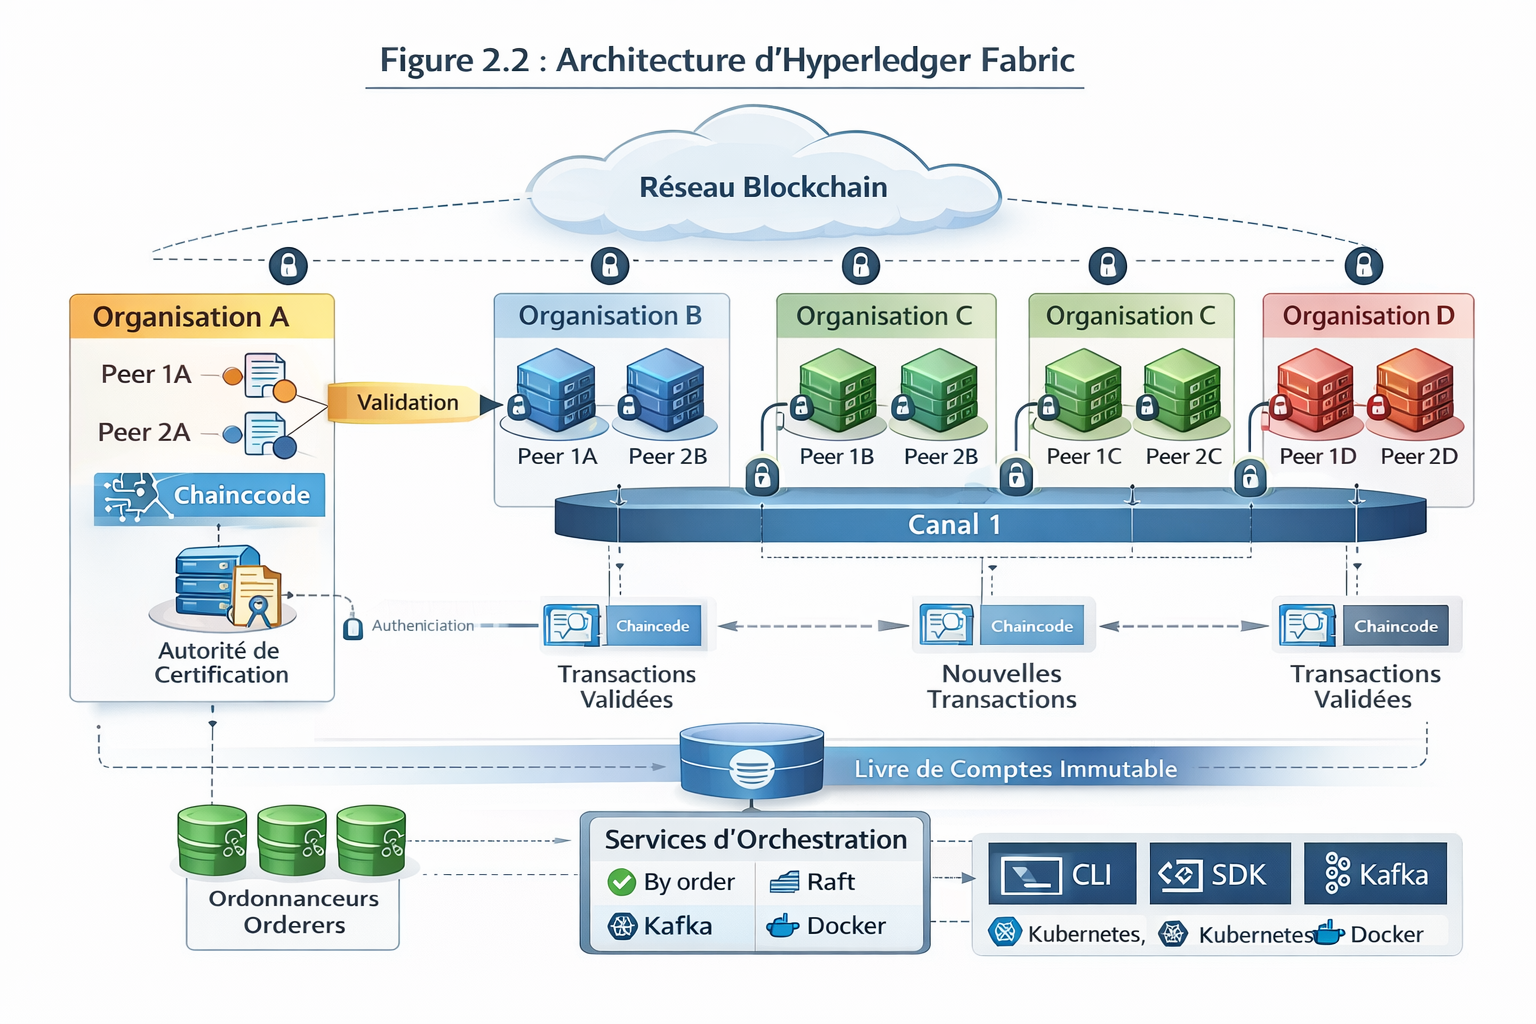 Figure 2.2 : Architecture d'Hyperledger Fabric
Réseau Blockchain
Organisation A
Organisation B
Organisation C
Organisation C
Organisation D
Peer 1A
Peer 2A
Validation
Chainccode
Autorité de
Certification
Peer 1A
Peer 2B
Peer 1B
Peer 2B
Peer 1C
Peer 2C
Peer 1D
Peer 2D
Canal 1
Autheniciation
Chaincode
Transactions
Validées
Chaincode
Nouvelles
Transactions
Chaincode
Transactions
Validées
Livre de Comptes Immutable
Ordonnanceurs
Orderers
Services d'Orchestration
By order
Raft
Kafka
Docker
CLI
SDK
Kafka
Kubernetes,
Kubernetes
Docker